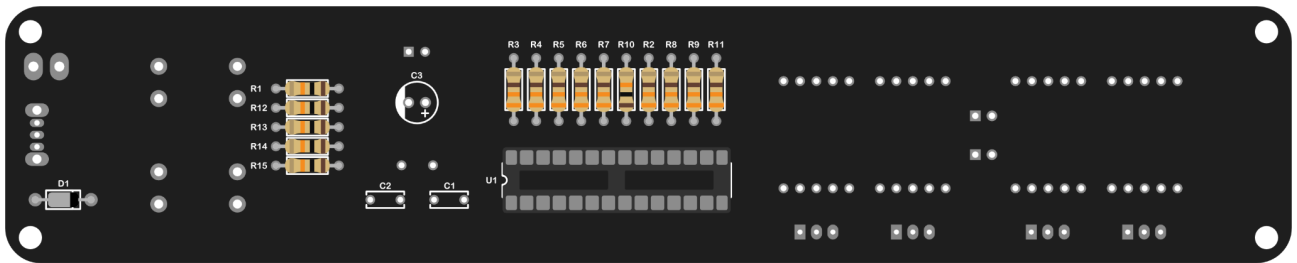 R3 R4 R5 R6 R7 R10 R2 R8 R9 R11
C3
R1
R12
R13
R14
R15
+
D1
C2 C1
U1